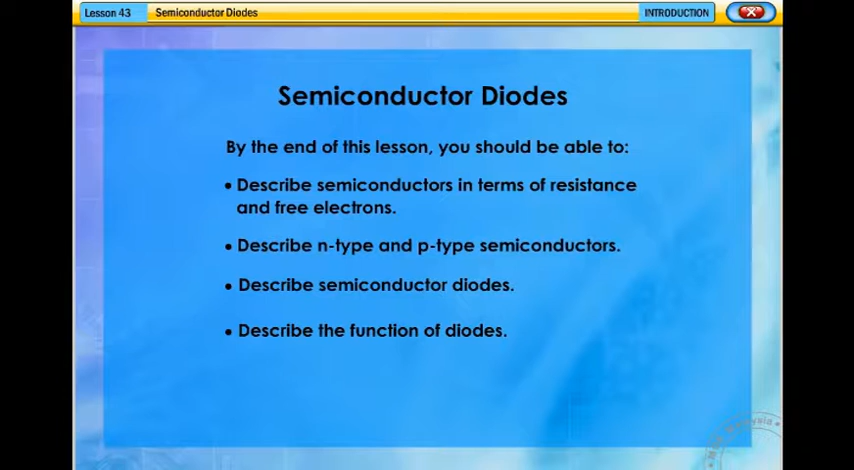 Lesson 43 Semiconductor Diodes INTRODUCTION
Semiconductor Diodes
By the end of this lesson, you should be able to:
• Describe semiconductors in terms of resistance
and free electrons.
• Describe n-type and p-type semiconductors.
• Describe semiconductor diodes.
• Describe the function of diodes.
Malaysia